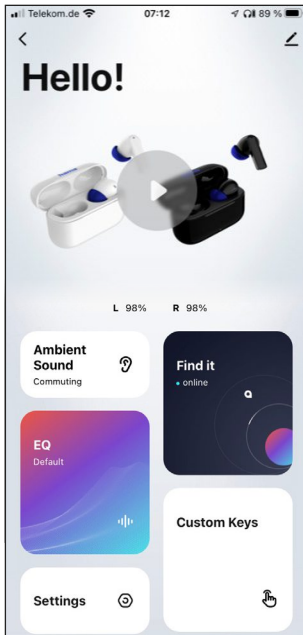 Telekom.de 07:12 89 %
Hello!
L 98% R 98%
Ambient
Sound
Commuting
Find it
online
EQ
Default
Custom Keys
Settings